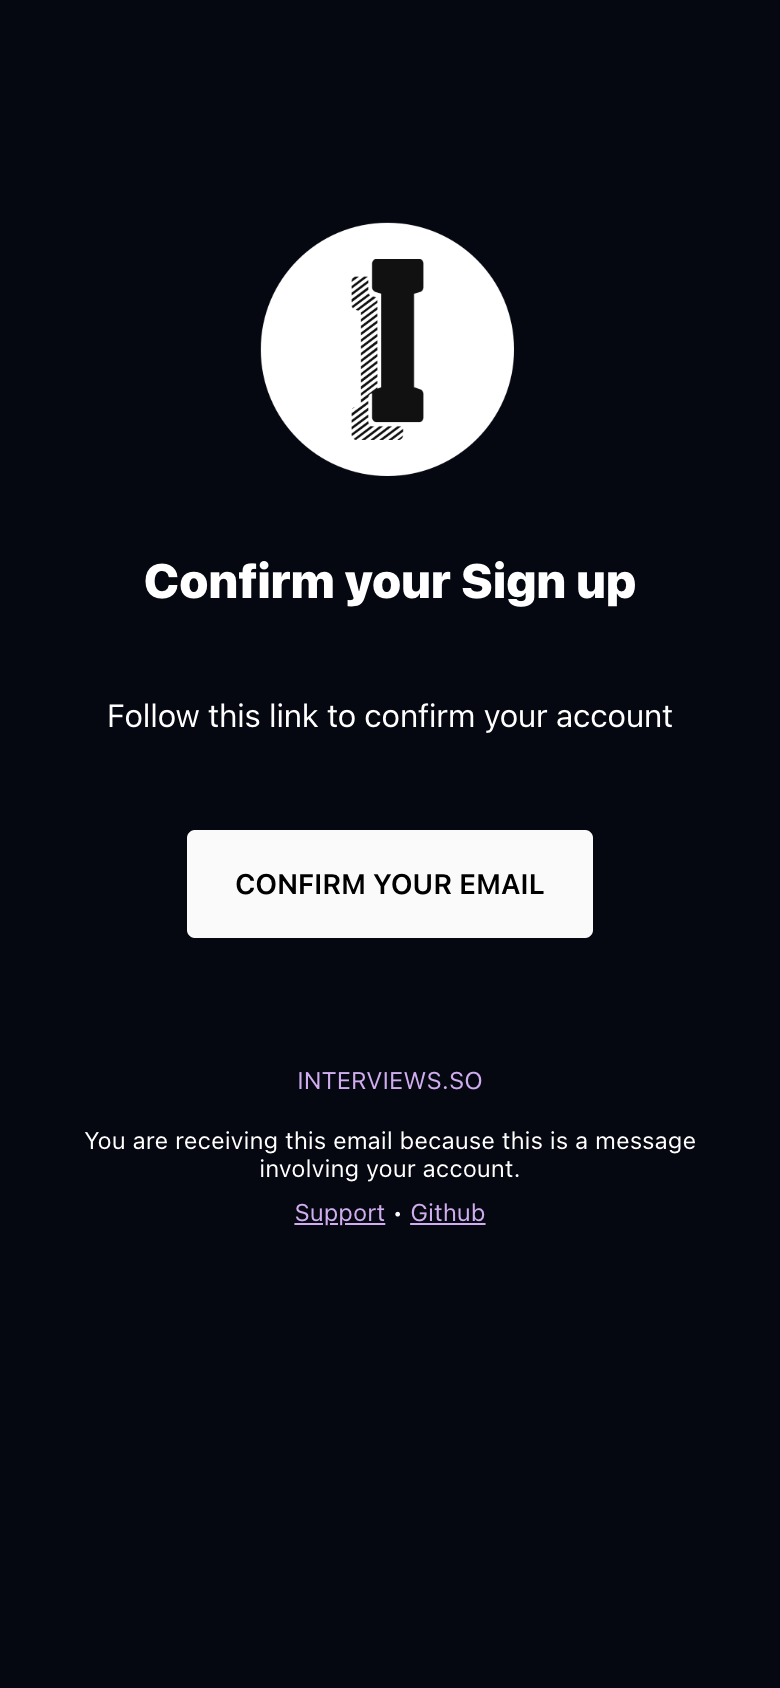 I
Confirm your Sign up
Follow this link to confirm your account
CONFIRM YOUR EMAIL
INTERVIEWS.SO
You are receiving this email because this is a message
involving your account.
Support • Github